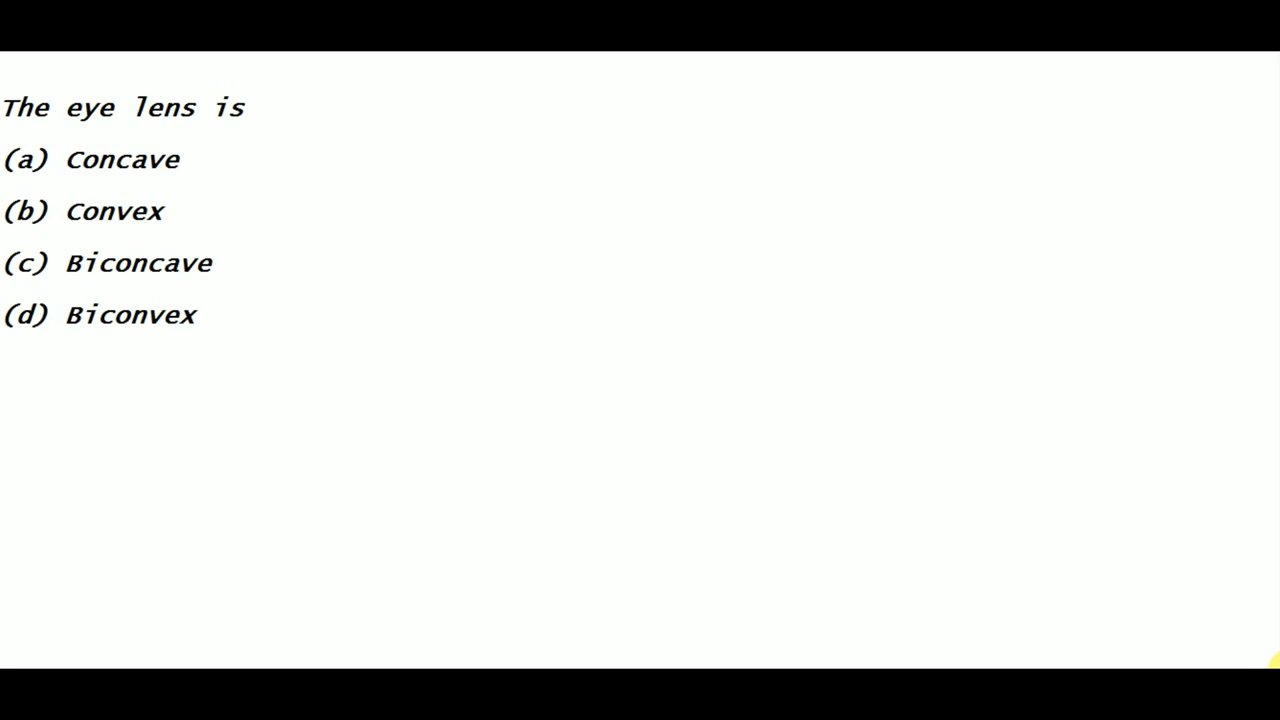 The eye lens is
(a) Concave
(b) Convex
(c) Biconcave
(d) Biconvex